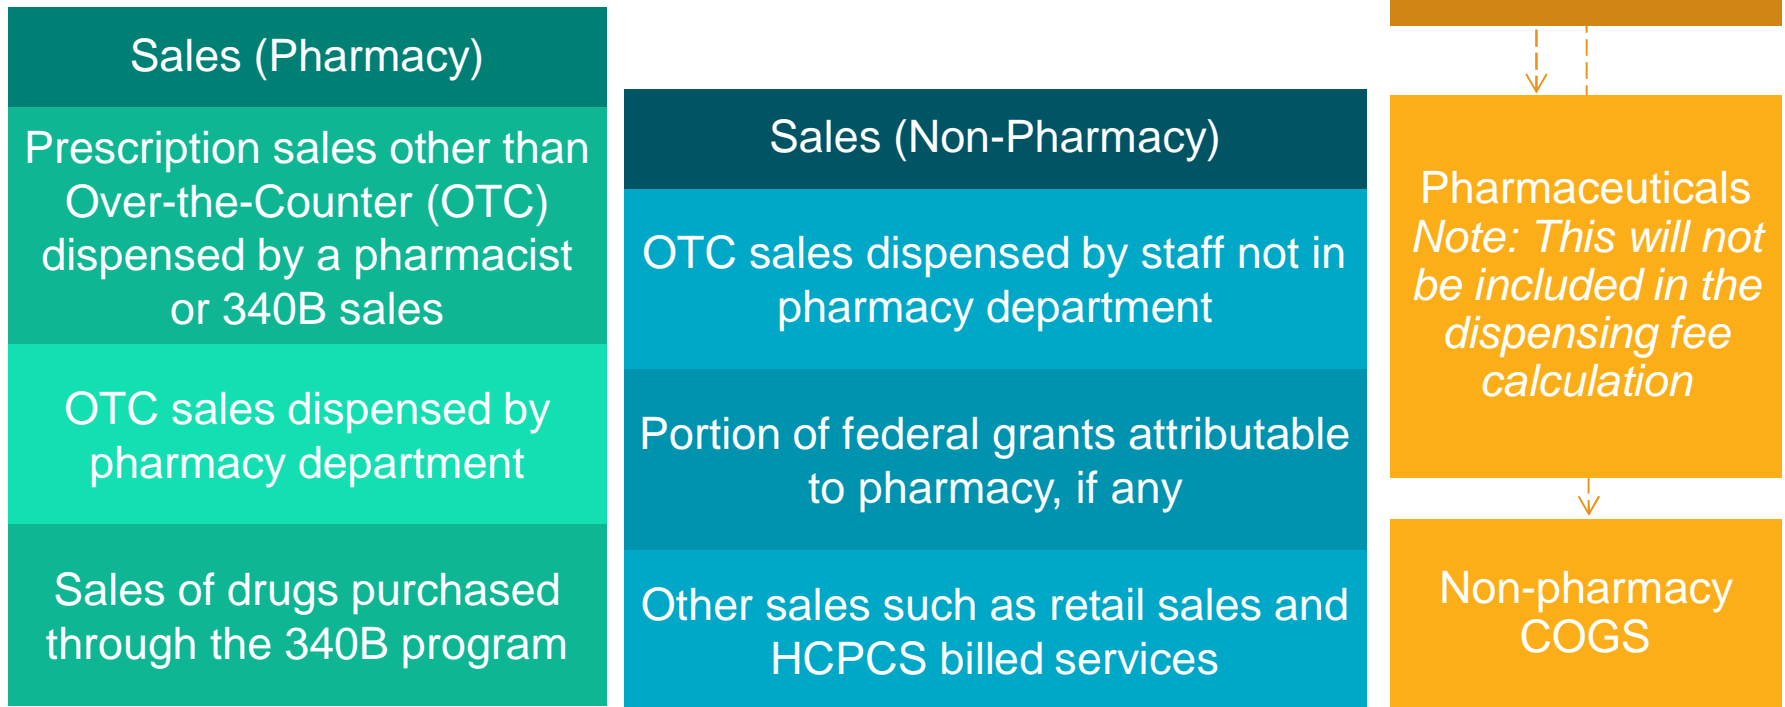 Sales (Pharmacy)
Prescription sales other than
Over-the-Counter (OTC)
dispensed by a pharmacist
or 340B sales
OTC sales dispensed by
pharmacy department
Sales of drugs purchased
through the 340B program
Sales (Non-Pharmacy)
OTC sales dispensed by staff not in
pharmacy department
Portion of federal grants attributable
to pharmacy, if any
Other sales such as retail sales and
HCPCS billed services
Pharmaceuticals
Note: This will not
be included in the
dispensing fee
calculation
Non-pharmacy
COGS